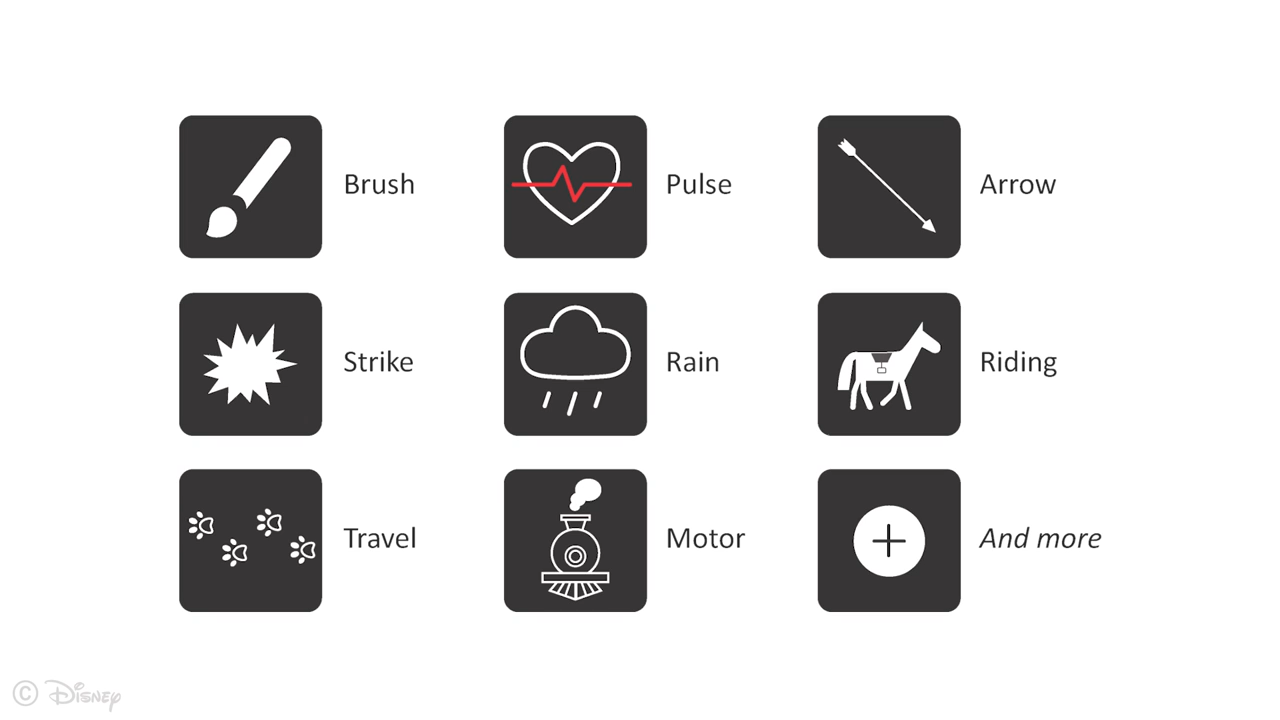 Brush
Pulse
Arrow
Strike
Rain
Riding
Travel
Motor
And more
© Disney